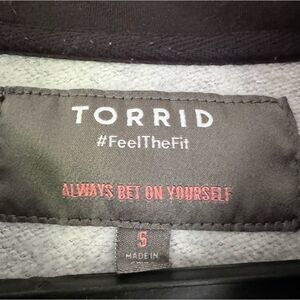 TORRID
#FeelTheFit
ALWAYS BET ON YOURSELF
5
MADE IN